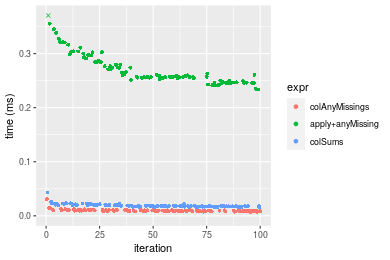 0.3
0.2
0.1
0.0
time (ms)
0
25
50
75
100
iteration
expr
colAnyMissings
apply+anyMissing
colSums